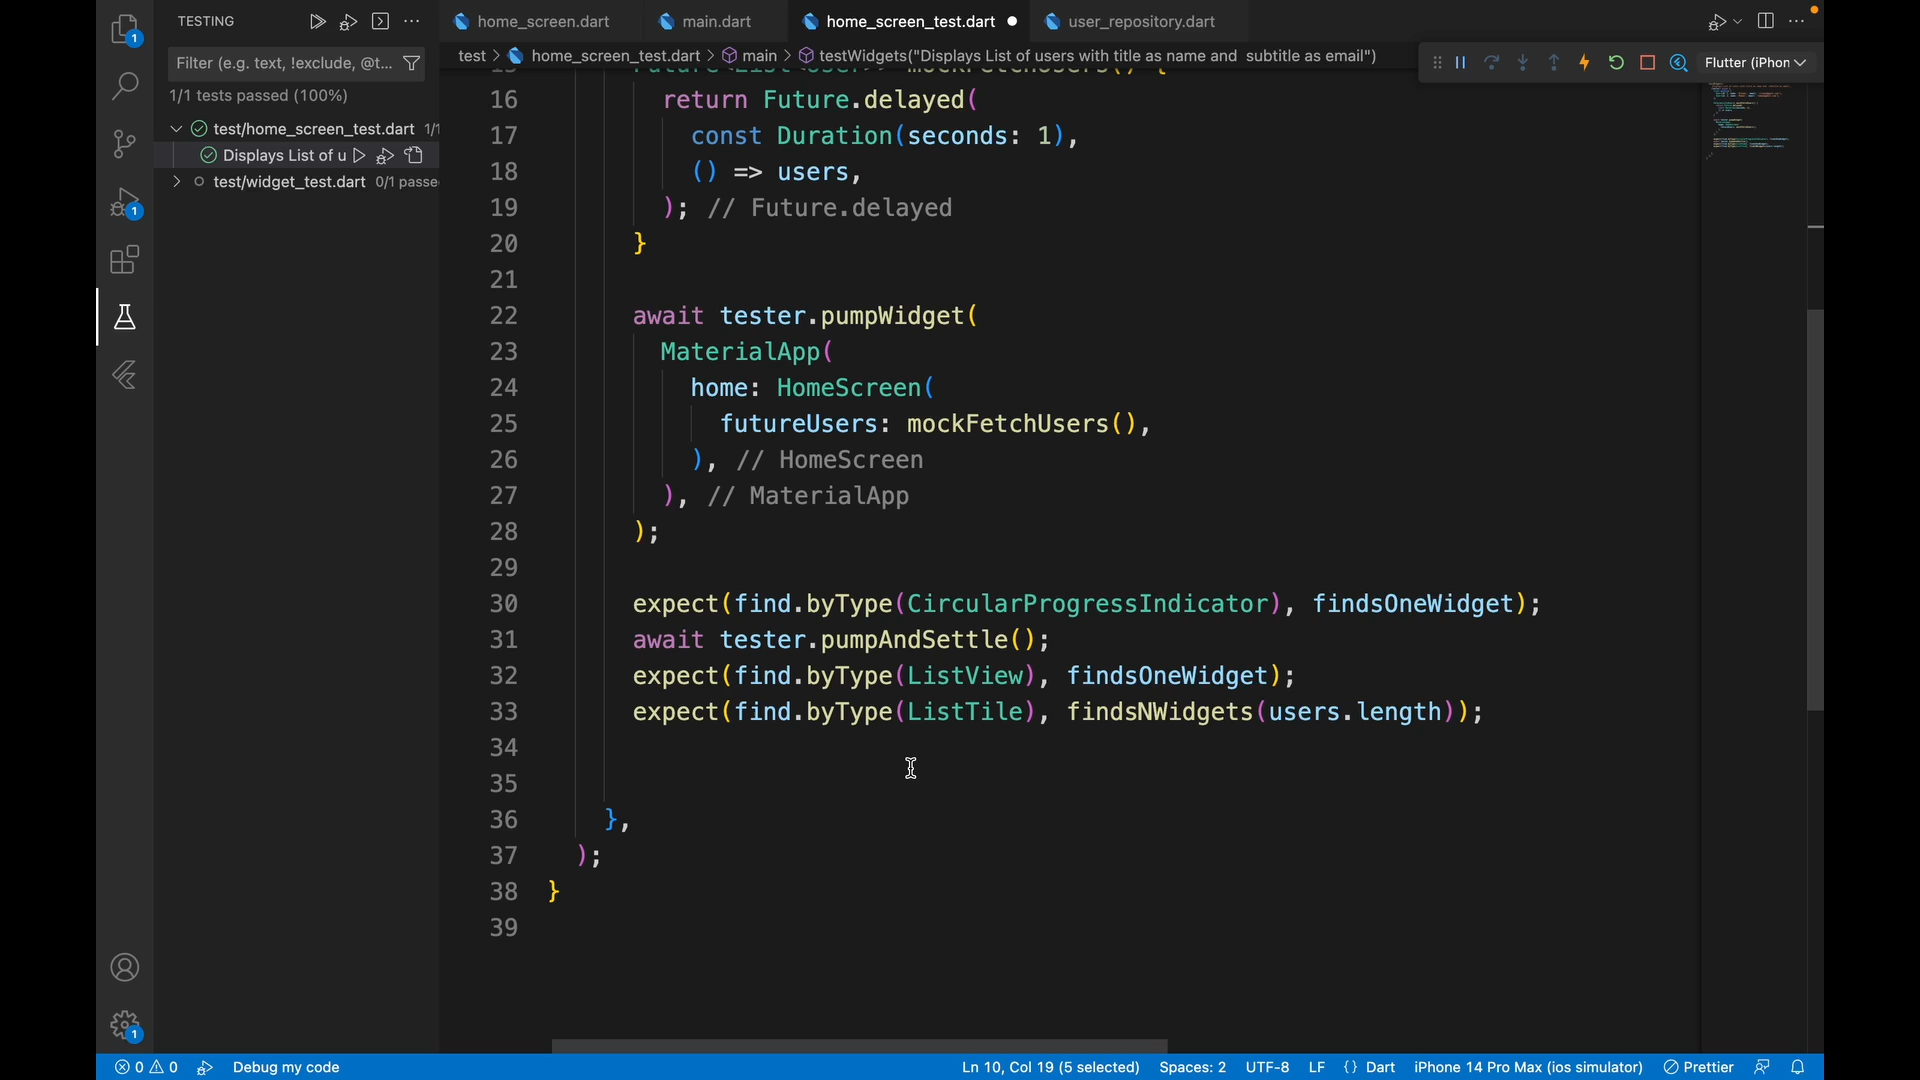 TESTING
home_screen.dart
main.dart
home_screen_test.dart
user_repository.dart
Filter (e.g. text, !exclude, @t...
test > home_screen_test.dart > main > testWidgets("Displays List of users with title as name and subtitle as email")
Flutter (iPhon
1/1 tests passed (100%)
test/home_screen_test.dart 1/1
Displays List of u
test/widget_test.dart 0/1 passe
16 return Future.delayed(
17 const Duration(seconds: 1),
18 () => users,
19 ); // Future.delayed
20 }
21
22 await tester.pumpWidget(
23 MaterialApp(
24 home: HomeScreen(
25 futureUsers: mockFetchUsers(),
26 ), // HomeScreen
27 ), // MaterialApp
28 );
29
30 expect(find.byType(CircularProgressIndicator), findsOneWidget);
31 await tester.pumpAndSettle();
32 expect(find.byType(ListView), findsOneWidget);
33 expect(find.byType(ListTile), findsNWidgets(users.length));
34
35
36 },
37 );
38 }
39
1
1
1
0 0 Debug my code Ln 10, Col 19 (5 selected) Spaces: 2 UTF-8 LF {} Dart iPhone 14 Pro Max (ios simulator) Prettier